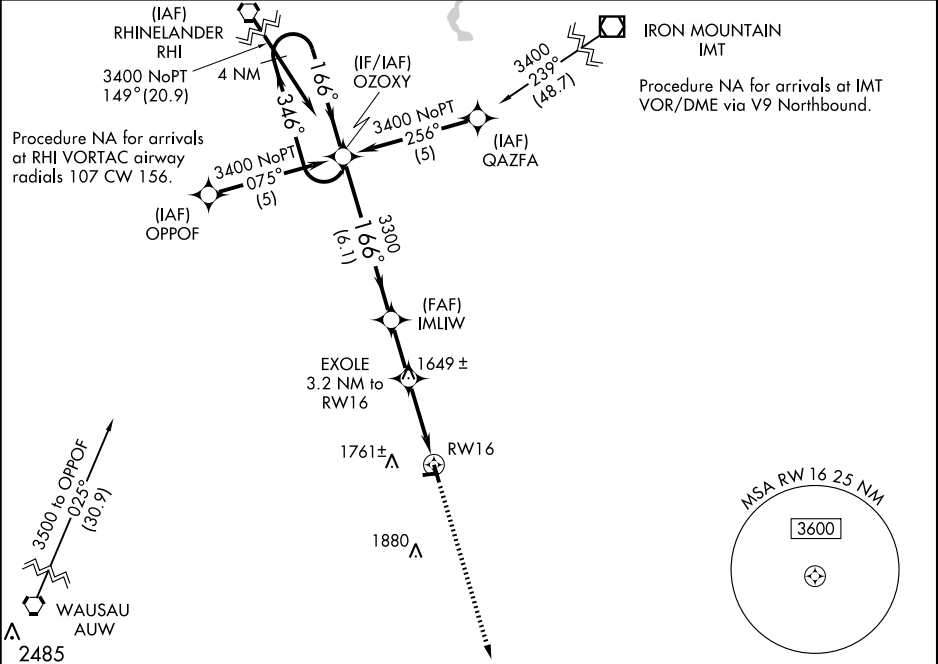 (IAF)
RHINELANDER
RHI
3400 NoPT
149°(20.9)
4 NM
166°
346°
(IF/IAF)
OZOXY
3400
239°
(48.7)
IRON MOUNTAIN
IMT
Procedure NA for arrivals at IMT
VOR/DME via V9 Northbound.
Procedure NA for arrivals
at RHI VORTAC airway
radials 107 CW 156.
3400 NoPT
256°
(5)
(IAF)
QAZFA
3400 NoPT
075°
(5)
(IAF)
OPPOF
3300
166°
(6.1)
(FAF)
IMLIW
EXOLE
3.2 NM to
RW16
1649 ±
1761±
RW16
1880
3500 to OPPOF
025°
(30.9)
WAUSAU
AUW
2485
MSA RW 16 25 NM
3600